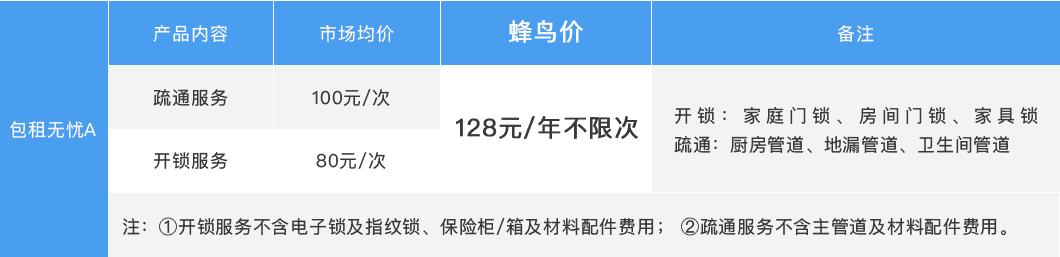 产品内容 市场均价 蜂鸟价 备注
包租无忧A
疏通服务 100元/次
128元/年不限次
开锁服务 80元/次
开锁：家庭门锁、房间门锁、家具锁
疏通：厨房管道、地漏管道、卫生间管道
注：①开锁服务不含电子锁及指纹锁、保险柜/箱及材料配件费用； ②疏通服务不含主管道及材料配件费用。